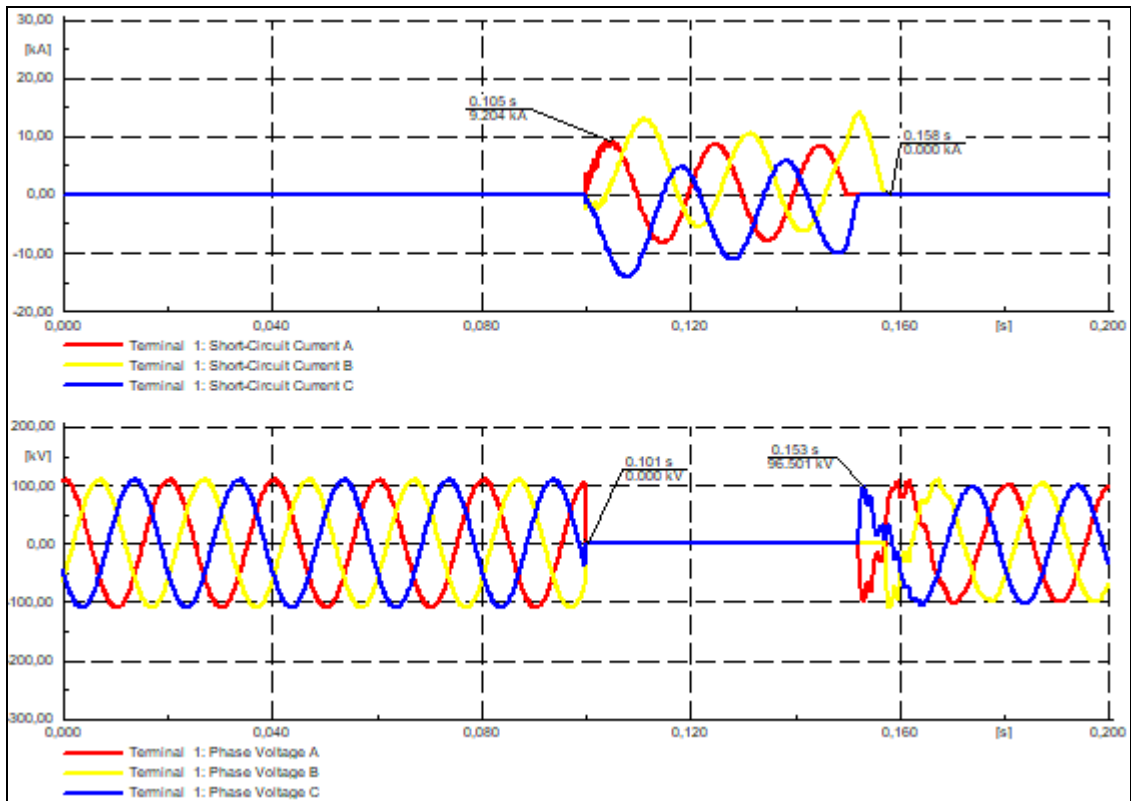 30,00
[kA]
20,00
0.105 s
9.204 kA
10,00
0.158 s
0.000 kA
0,00
-10,00
-20,00
0,000 0,040 0,080 0,120 0,160 [s] 0,200
Terminal 1: Short-Circuit Current A
Terminal 1: Short-Circuit Current B
Terminal 1: Short-Circuit Current C
200,00
[kV]
0.101 s
0.000 kV
0.153 s
96.501 kV
100,00
0,00
-100,00
-200,00
-300,00
0,000 0,040 0,080 0,120 0,160 [s] 0,200
Terminal 1: Phase Voltage A
Terminal 1: Phase Voltage B
Terminal 1: Phase Voltage C